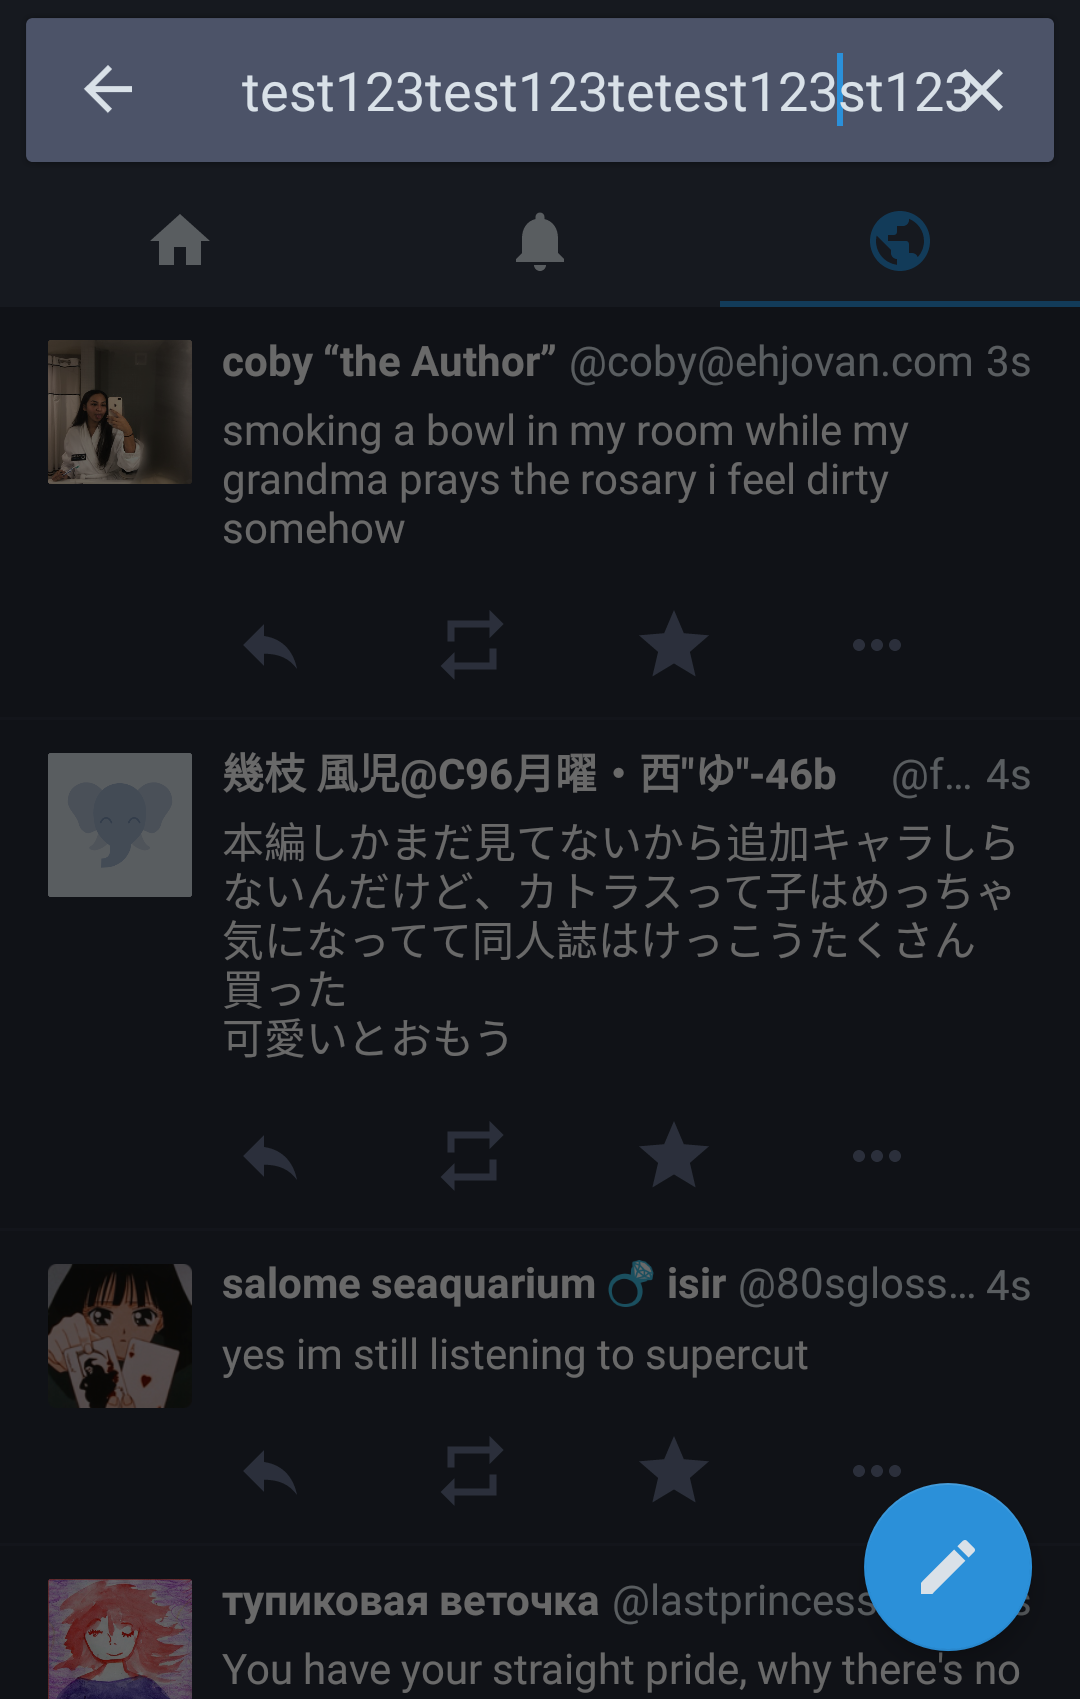 test123test123tetest123st123
coby “the Author” @coby@ehjovan.com 3s
smoking a bowl in my room while my
grandma prays the rosary i feel dirty
somehow
幾枝 風児@C96月曜・西"ゆ"-46b @f... 4s
本編しかまだ見てないから追加キャラしら
ないんだけど、カトラスって子はめっちゃ
気になってて同人誌はけっこうたくさん
買った
可愛いとおもう
salome seaquarium 💍 isir @80sgloss... 4s
yes im still listening to supercut
тупиковая веточка @lastprincess
You have your straight pride, why there's no